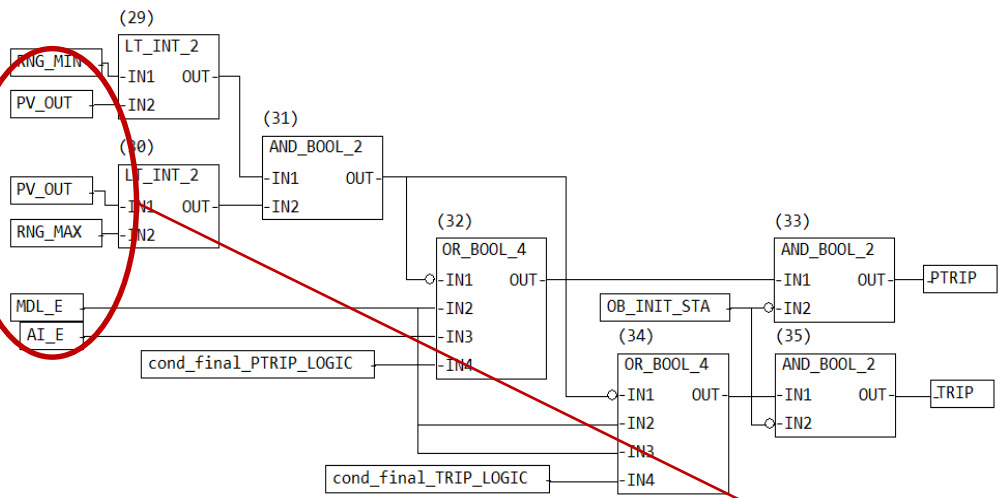 (29)
LT_INT_2
RNG_MIN
IN1 OUT
PV_OUT
IN2
(30)
LT_INT_2
PV_OUT
IN1 OUT
RNG_MAX
IN2
(31)
AND_BOOL_2
IN1 OUT
IN2
(32)
OR_BOOL_4
IN1 OUT
MDL_E
IN2
AI_E
IN3
cond_final_PTRIP_LOGIC
IN4
(33)
AND_BOOL_2
IN1 OUT
PTRIP
OB_INIT_STA
IN2
(34)
OR_BOOL_4
IN1 OUT
IN2
IN3
cond_final_TRIP_LOGIC
IN4
(35)
AND_BOOL_2
IN1 OUT
TRIP
IN2